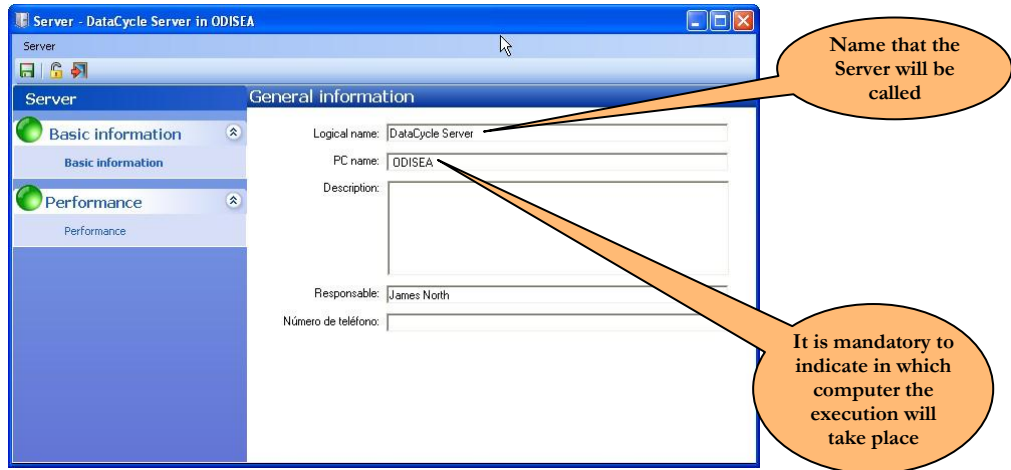 Server - DataCycle Server in ODISEA
Server
Server
General information
Basic information
Basic information
Performance
Performance
Logical name: DataCycle Server
PC name: ODISEA
Description:
Responsable: James North
Número de teléfono:
Name that the
Server will be
called
It is mandatory to
indicate in which
computer the
execution will
take place